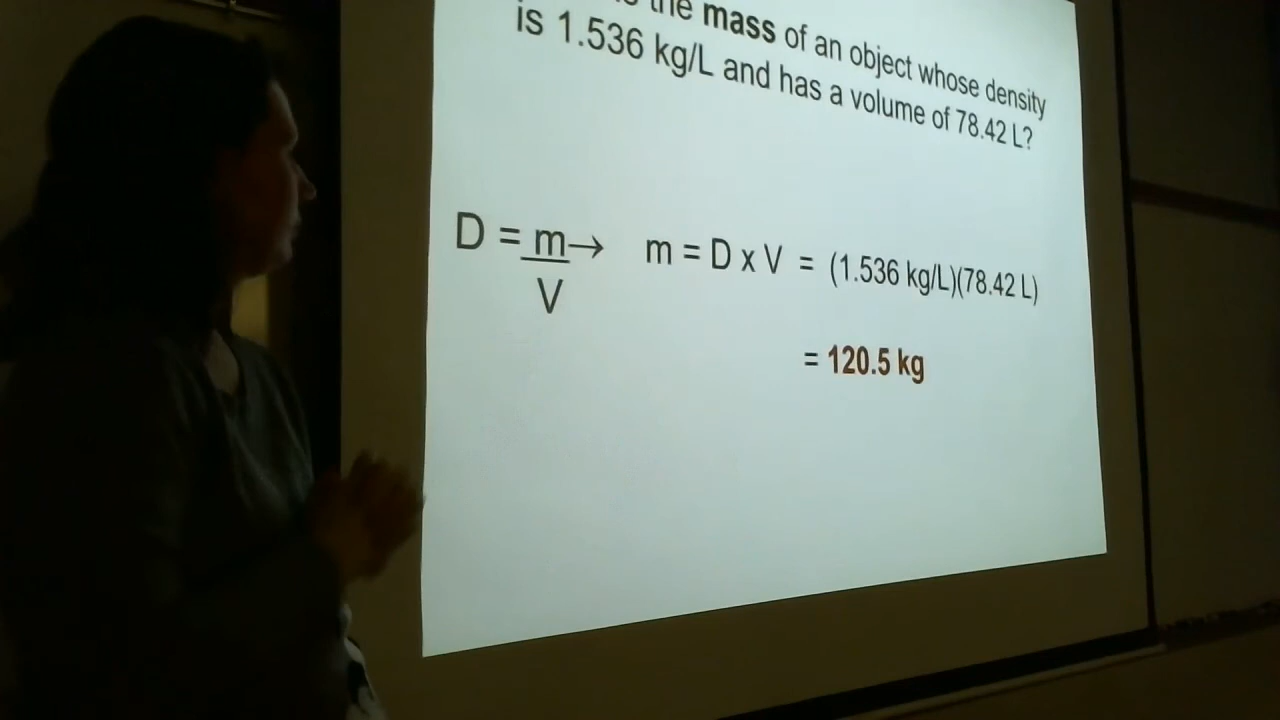 the mass of an object whose density
is 1.536 kg/L and has a volume of 78.42 L?
D = m→ m = D x V = (1.536 kg/L)(78.42 L)
V
= 120.5 kg